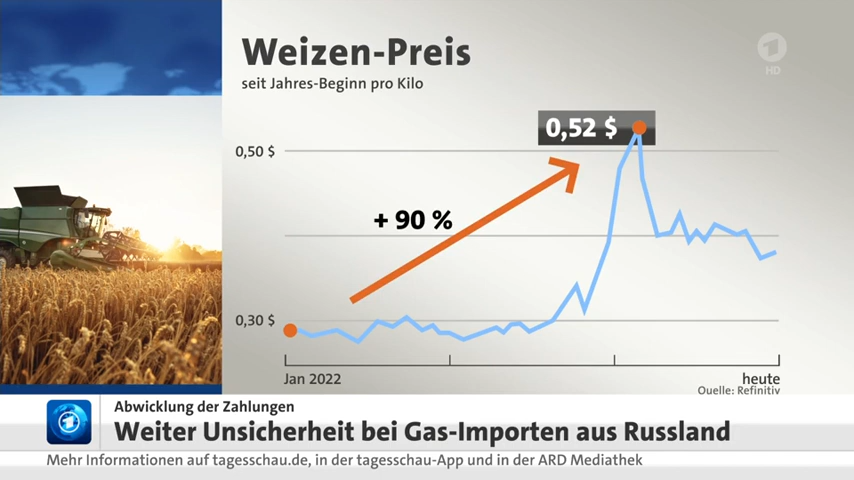 Weizen-Preis
seit Jahres-Beginn pro Kilo
1
HD
0,52 $
0,50 $
+ 90 %
0,30 $
Jan 2022
heute
Quelle: Refinitiv
Abwicklung der Zahlungen
Weiter Unsicherheit bei Gas-Importen aus Russland
Mehr Informationen auf tagesschau.de, in der tagesschau-App und in der ARD Mediathek